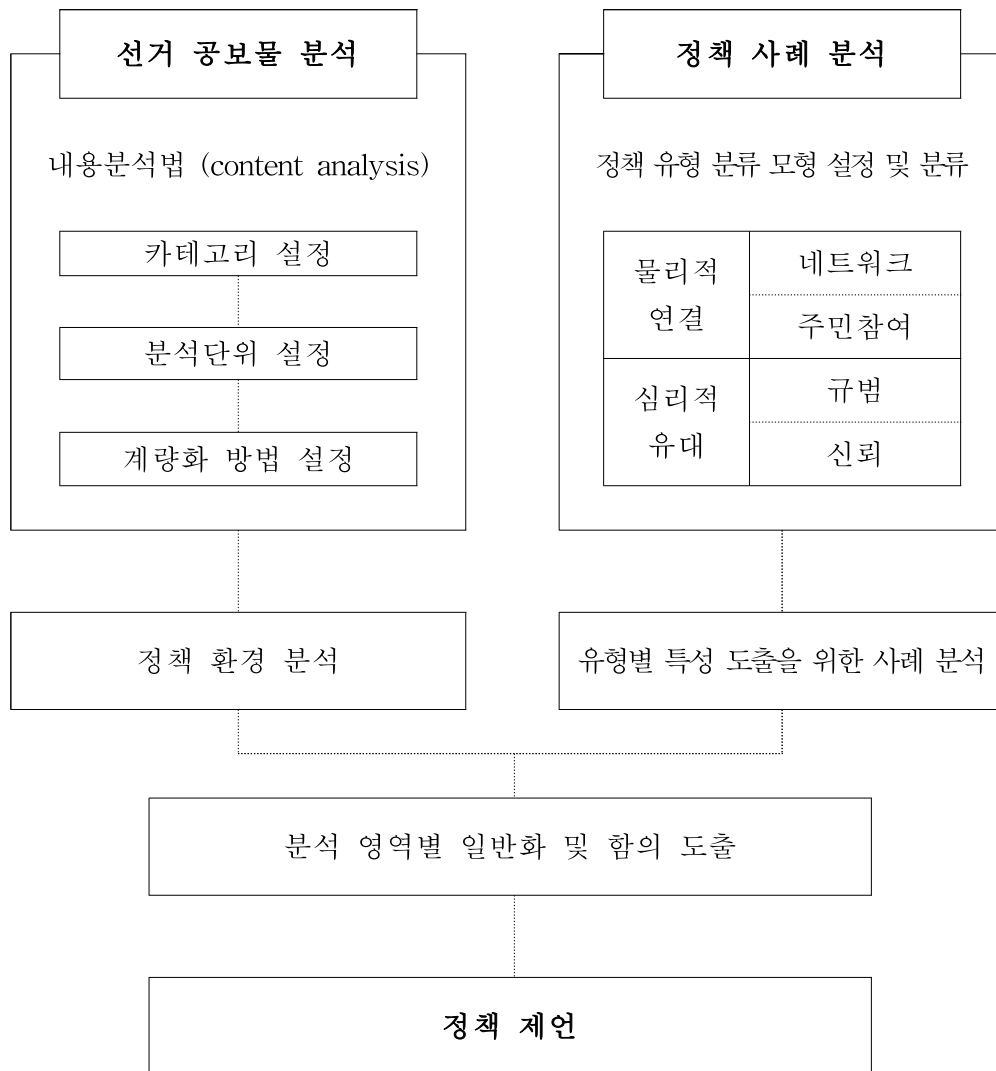 선거 공보물 분석
내용분석법 (content analysis)
카테고리 설정
분석단위 설정
계량화 방법 설정
정책 사례 분석
정책 유형 분류 모형 설정 및 분류
물리적
연결
네트워크
주민참여
심리적
유대
규범
신뢰
정책 환경 분석
유형별 특성 도출을 위한 사례 분석
분석 영역별 일반화 및 함의 도출
정책 제언